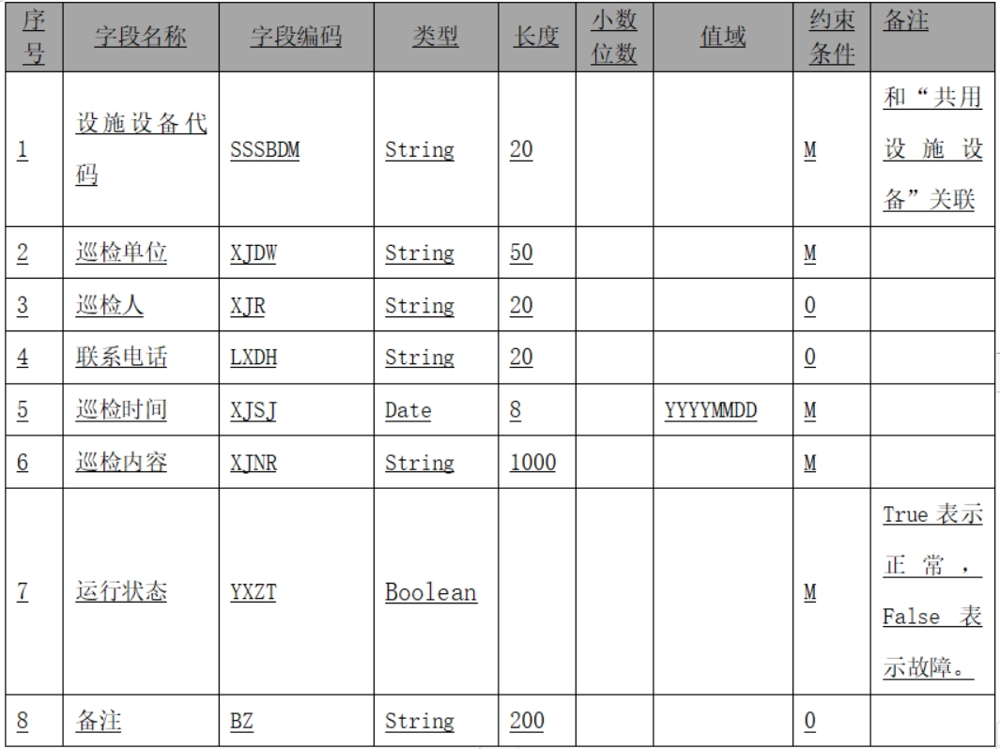 序号 字段名称 字段编码 类型 长度 小数位数 值域 约束条件 备注
1 设施设备代码 SSSBDM String 20 M 和“共用设施设备”关联
2 巡检单位 XJDW String 50 M
3 巡检人 XJR String 20 O
4 联系电话 LXDH String 20 O
5 巡检时间 XJSJ Date 8 YYYYMMDD M
6 巡检内容 XJNR String 1000 M
7 运行状态 YXZT Boolean M True 表示正常，False 表示故障。
8 备注 BZ String 200 O